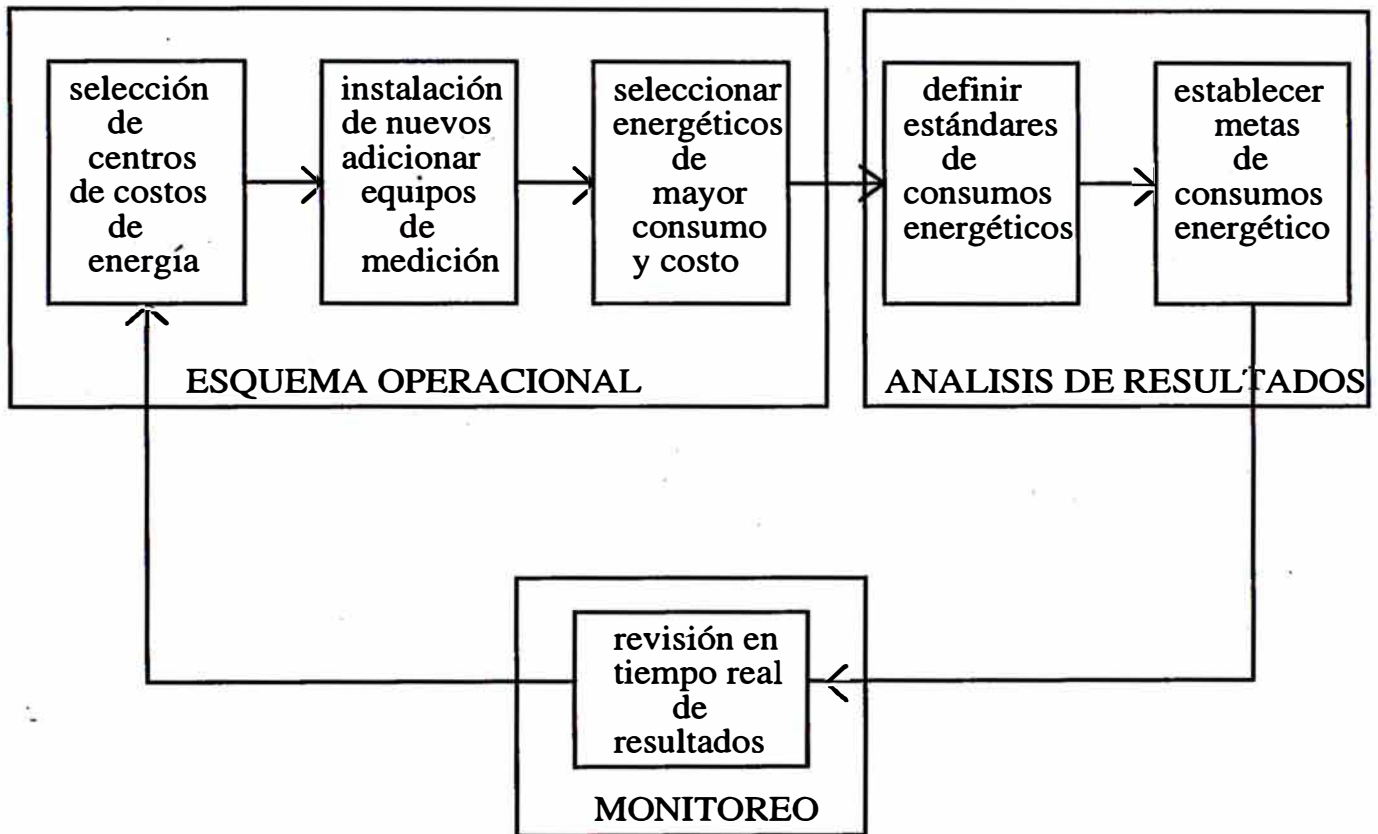 selección
de
centros
de costos
de
energía
instalación
de nuevos
adicionar
equipos
de
medición
seleccionar
energéticos
de
mayor
consumo
y costo
ESQUEMA OPERACIONAL
definir
estándares
de
consumos
energéticos
establecer
metas
de
consumos
energético
ANALISIS DE RESULTADOS
revisión en
tiempo real
de
resultados
MONITOREO